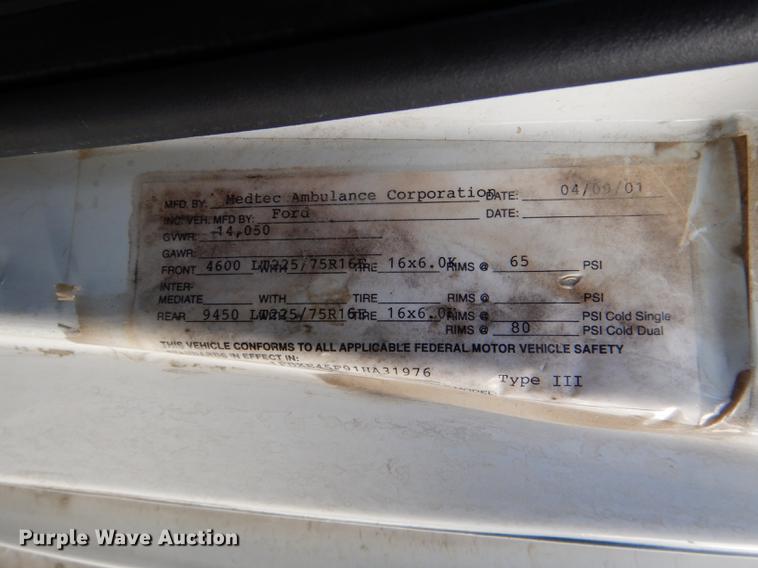 MFD. BY: Medtec Ambulance Corporation DATE: 04/09/01
INC. VEH. MFD BY: Ford DATE:
GVWR: 14,050
GAWR:
FRONT 4600 WITH LT225/75R16E TIRE 16x6.0K RIMS @ 65 PSI
INTER-
MEDIATE WITH TIRE RIMS @ PSI
REAR 9450 LT225/75R16E TIRE 16x6.0K RIMS @ PSI Cold Single
RIMS @ 80 PSI Cold Dual
THIS VEHICLE CONFORMS TO ALL APPLICABLE FEDERAL MOTOR VEHICLE SAFETY
STANDARDS IN EFFECT IN:
1FDXE45F91HA31976 Type III
Purple Wave Auction